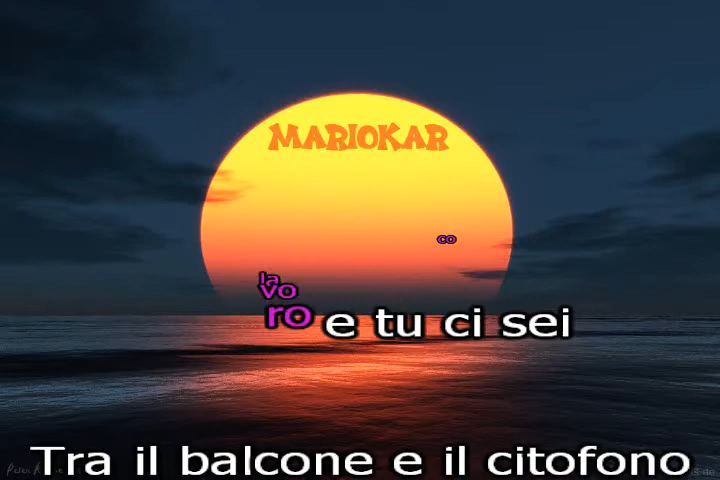 MARIOKAR
co
la
vo
ro e tu ci sei
Tra il balcone e il citofono